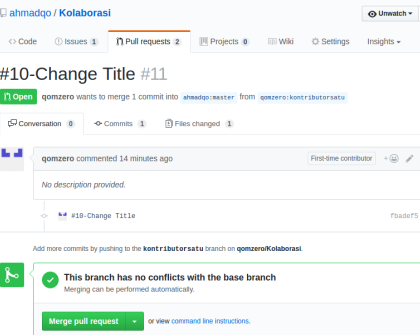 ahmadqo / Kolaborasi
Unwatch
Code Issues 1 Pull requests 2 Projects 0 Wiki Settings Insights
#10-Change Title #11
Open qomzero wants to merge 1 commit into ahmadqo:master from qomzero:kontributorsatu
Conversation 0 Commits 1 Files changed 1
qomzero commented 14 minutes ago First-time contributor
No description provided.
#10-Change Title fbadef5
Add more commits by pushing to the kontributorsatu branch on qomzero/Kolaborasi.
This branch has no conflicts with the base branch
Merging can be performed automatically.
Merge pull request or view command line instructions.